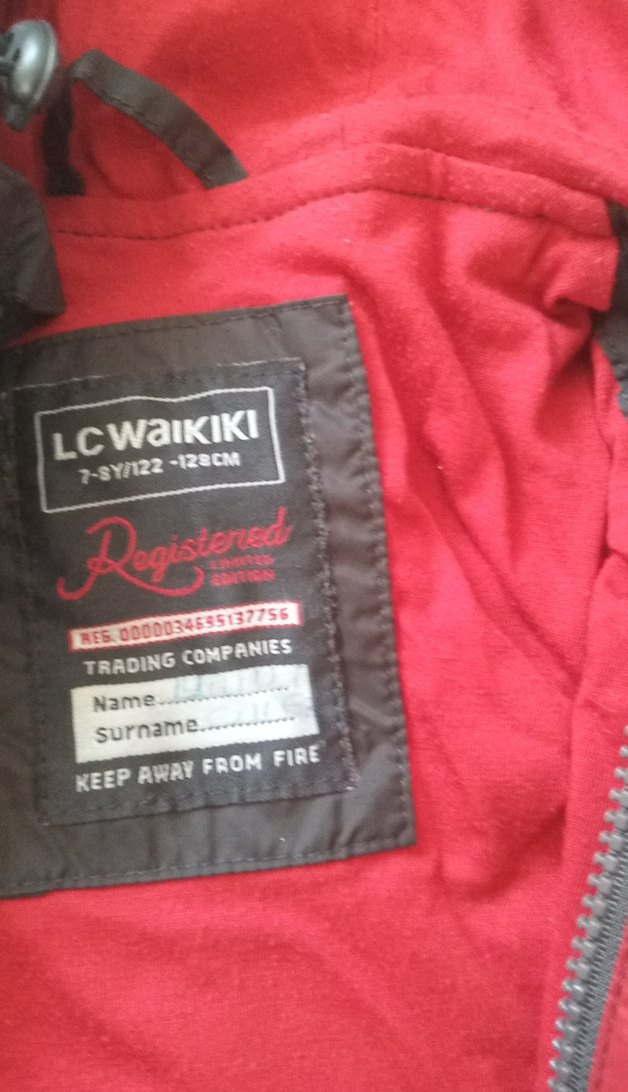 LC WAIKIKI
7-8Y/122 -128CM
Registered
LIMITED
EDITION
REG. 0000034695137756
TRADING COMPANIES
Name....................
Surname..............
KEEP AWAY FROM FIRE